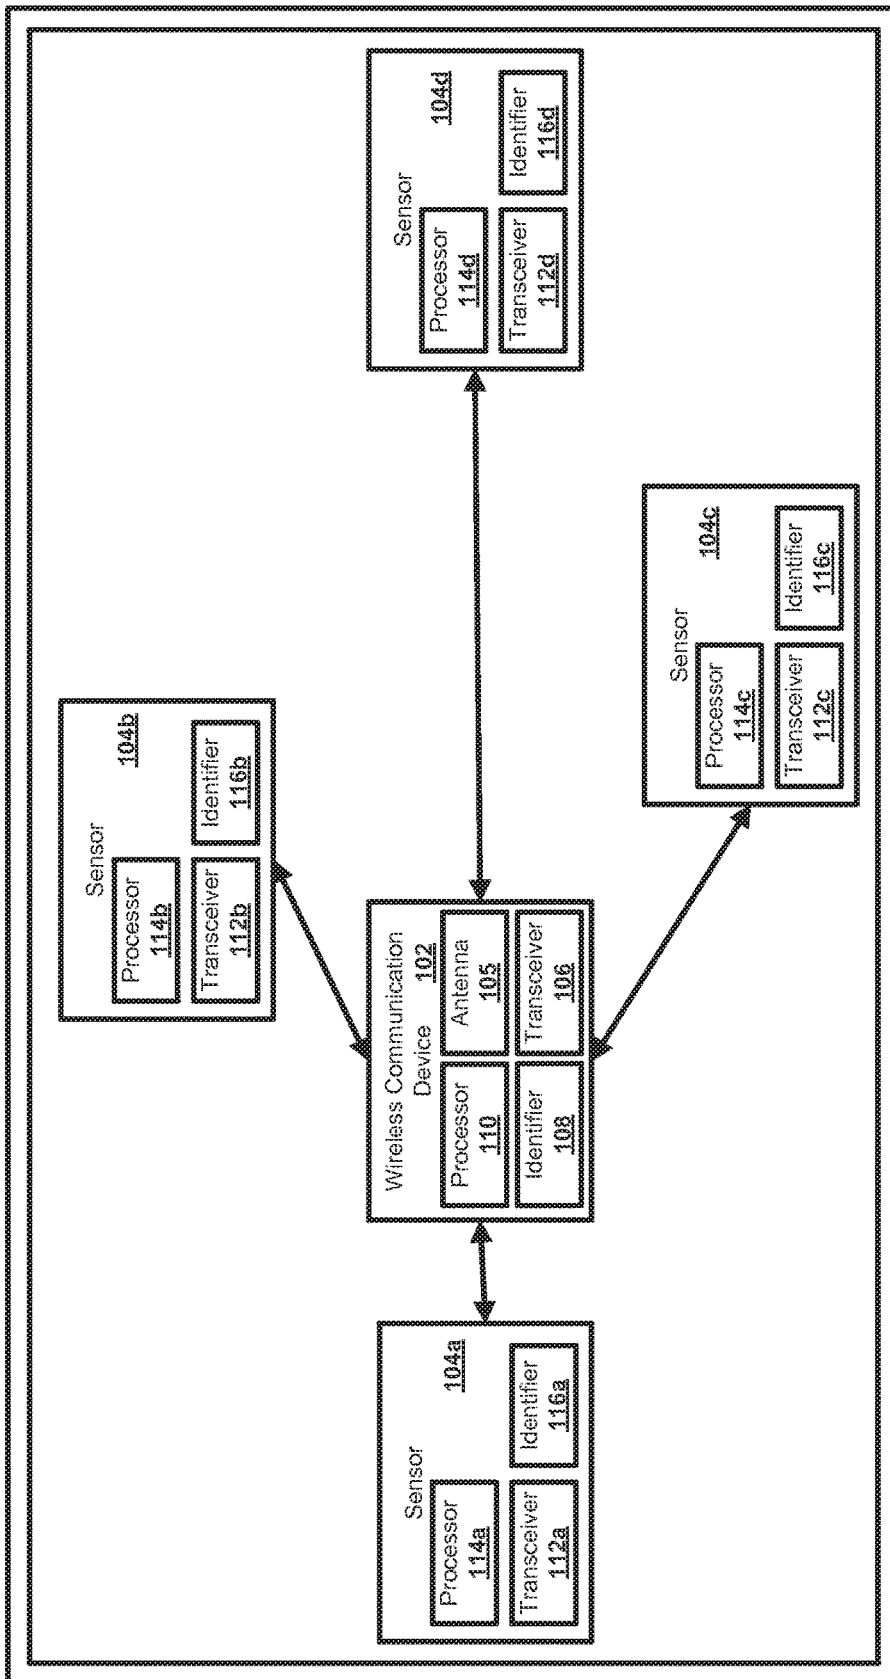 Sensor
104b
Processor
114b
Transceiver
112b
Identifier
116b
Sensor
104a
Processor
114a
Transceiver
112a
Identifier
116a
Wireless Communication
Device
102
Processor
110
Antenna
105
Identifier
108
Transceiver
106
Sensor
104d
Processor
114d
Transceiver
112d
Identifier
116d
Sensor
104c
Processor
114c
Transceiver
112c
Identifier
116c